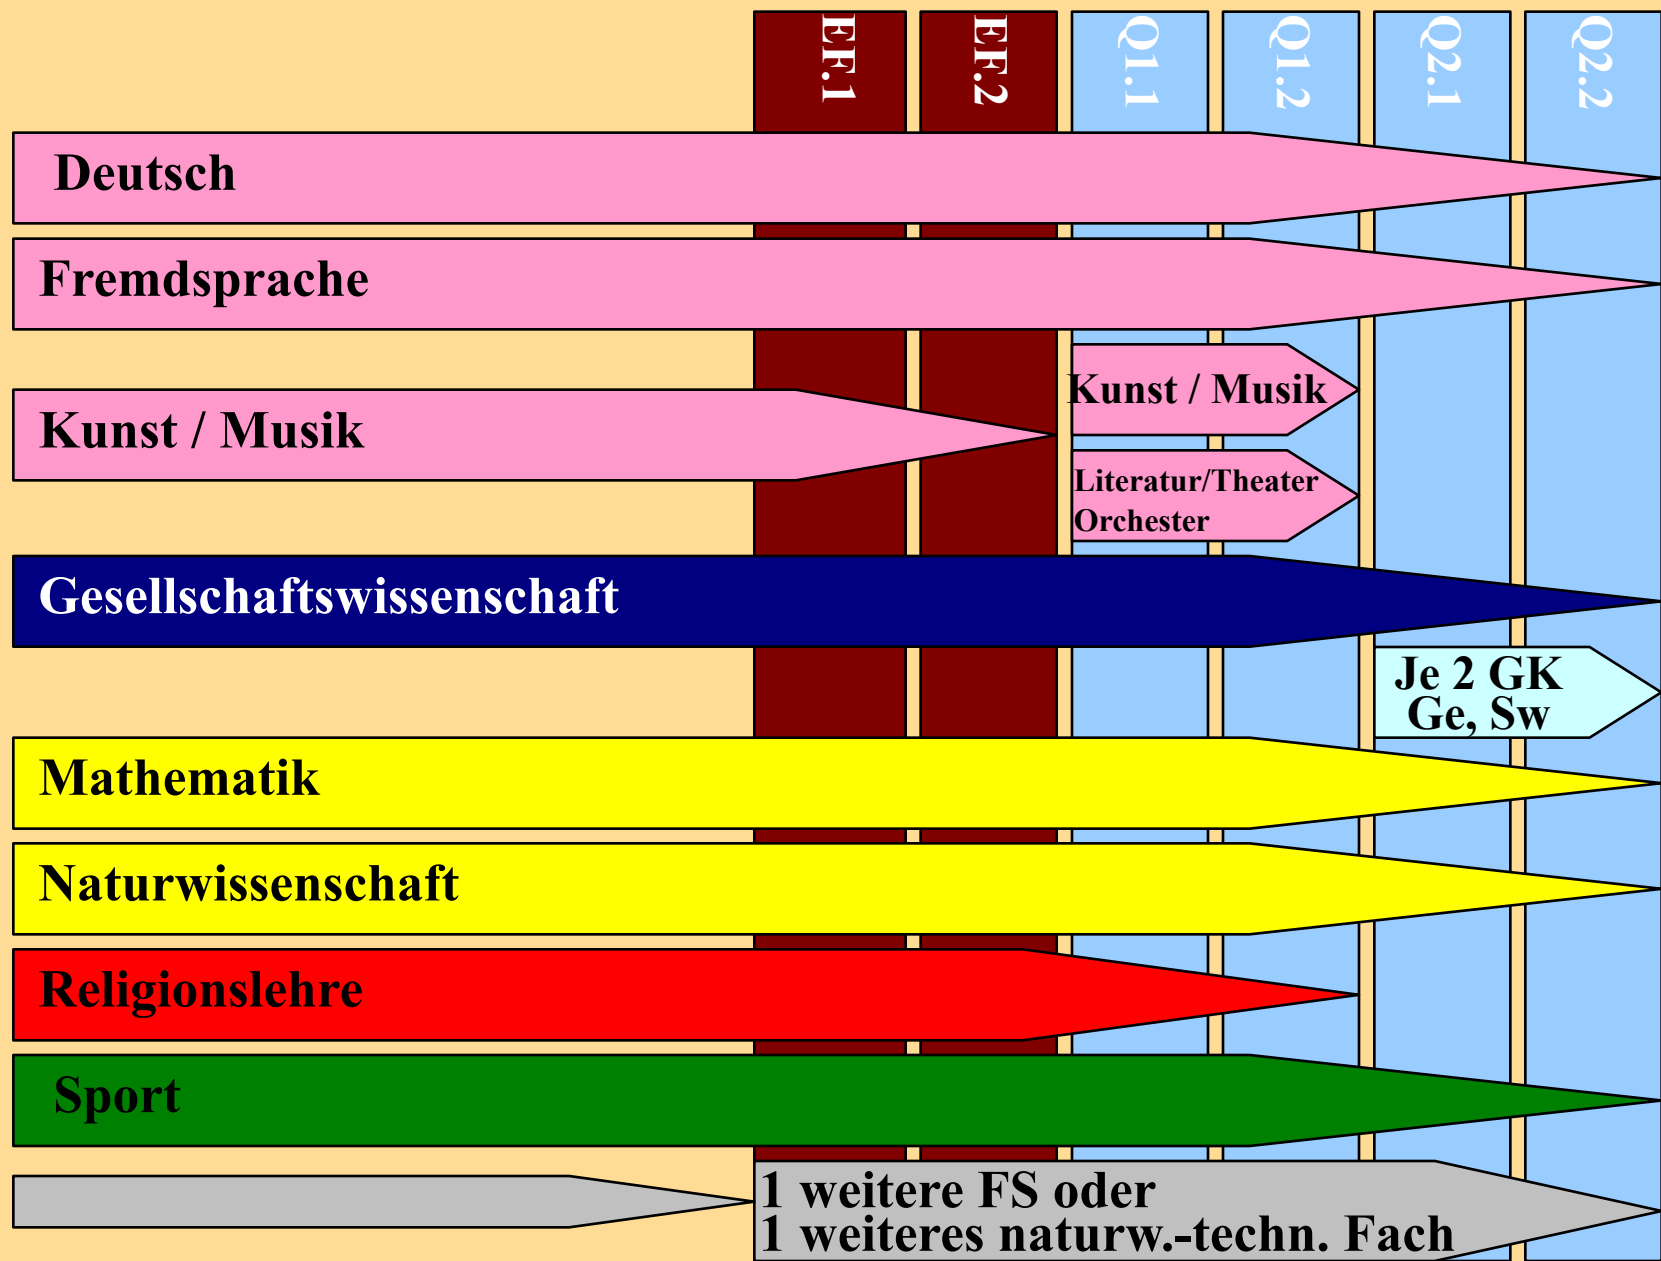 EF.1
EF.2
Q1.1
Q1.2
Q2.1
Q2.2
Deutsch
Fremdsprache
Kunst / Musik
Kunst / Musik
Literatur/Theater
Orchester
Gesellschaftswissenschaft
Je 2 GK
Ge, Sw
Mathematik
Naturwissenschaft
Religionslehre
Sport
1 weitere FS oder
1 weiteres naturw.-techn. Fach